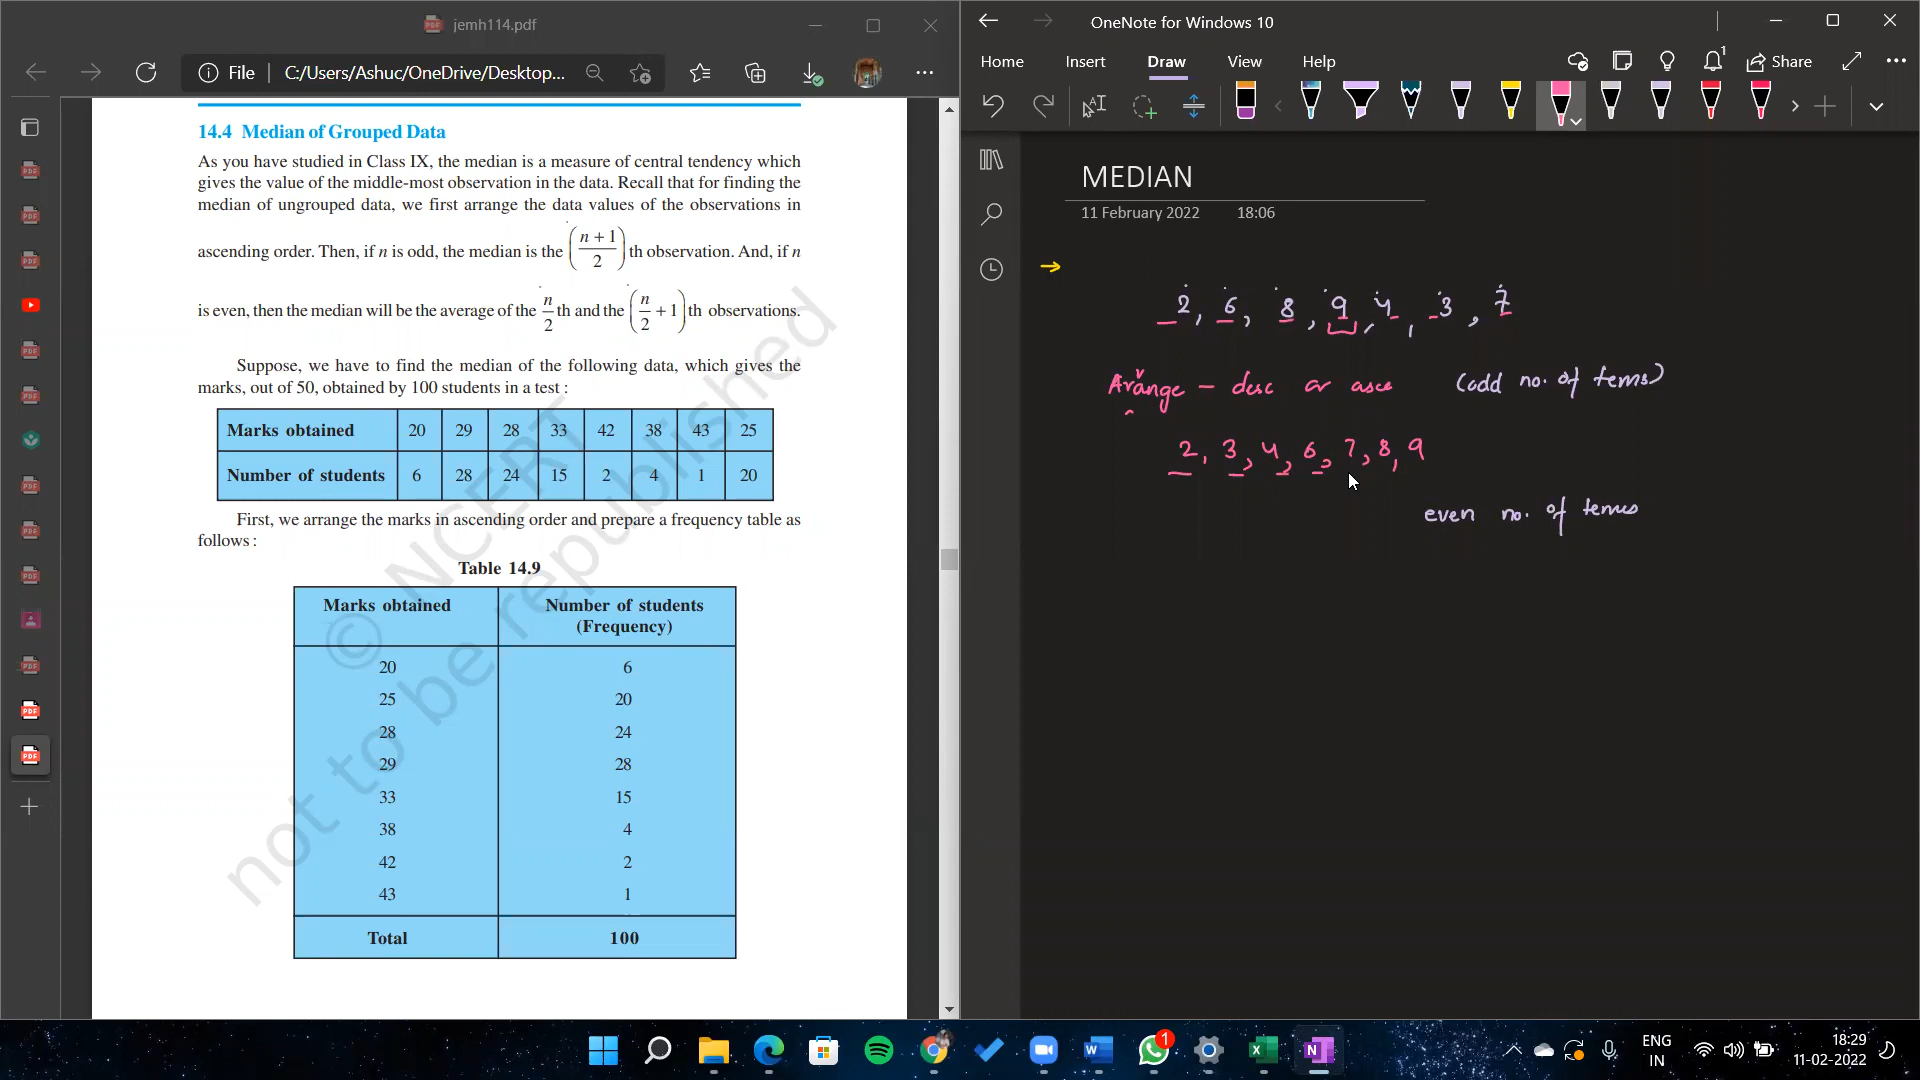 jemh114.pdf
File
C:/Users/Ashuc/OneDrive/Desktop...
14.4 Median of Grouped Data
As you have studied in Class IX, the median is a measure of central tendency which
gives the value of the middle-most observation in the data. Recall that for finding the
median of ungrouped data, we first arrange the data values of the observations in
ascending order. Then, if n is odd, the median is the ((n + 1)/2)th observation. And, if n
is even, then the median will be the average of the n/2 th and the (n/2 + 1)th observations.
Suppose, we have to find the median of the following data, which gives the
marks, out of 50, obtained by 100 students in a test :
Marks obtained 20 29 28 33 42 38 43 25
Number of students 6 28 24 15 2 4 1 20
First, we arrange the marks in ascending order and prepare a frequency table as
follows :
Table 14.9
Marks obtained Number of students
(Frequency)
20 6
25 20
28 24
29 28
33 15
38 4
42 2
43 1
Total 100
© NCERT
not to be republished
OneNote for Windows 10
Home Insert Draw View Help
1
Share
MEDIAN
11 February 2022 18:06
2, 6, 8, 9, 4, 3, 7
Arrange - desc or asce (odd no. of terms)
2, 3, 4, 6, 7, 8, 9
even no. of terms
1
ENG
IN
18:29
11-02-2022